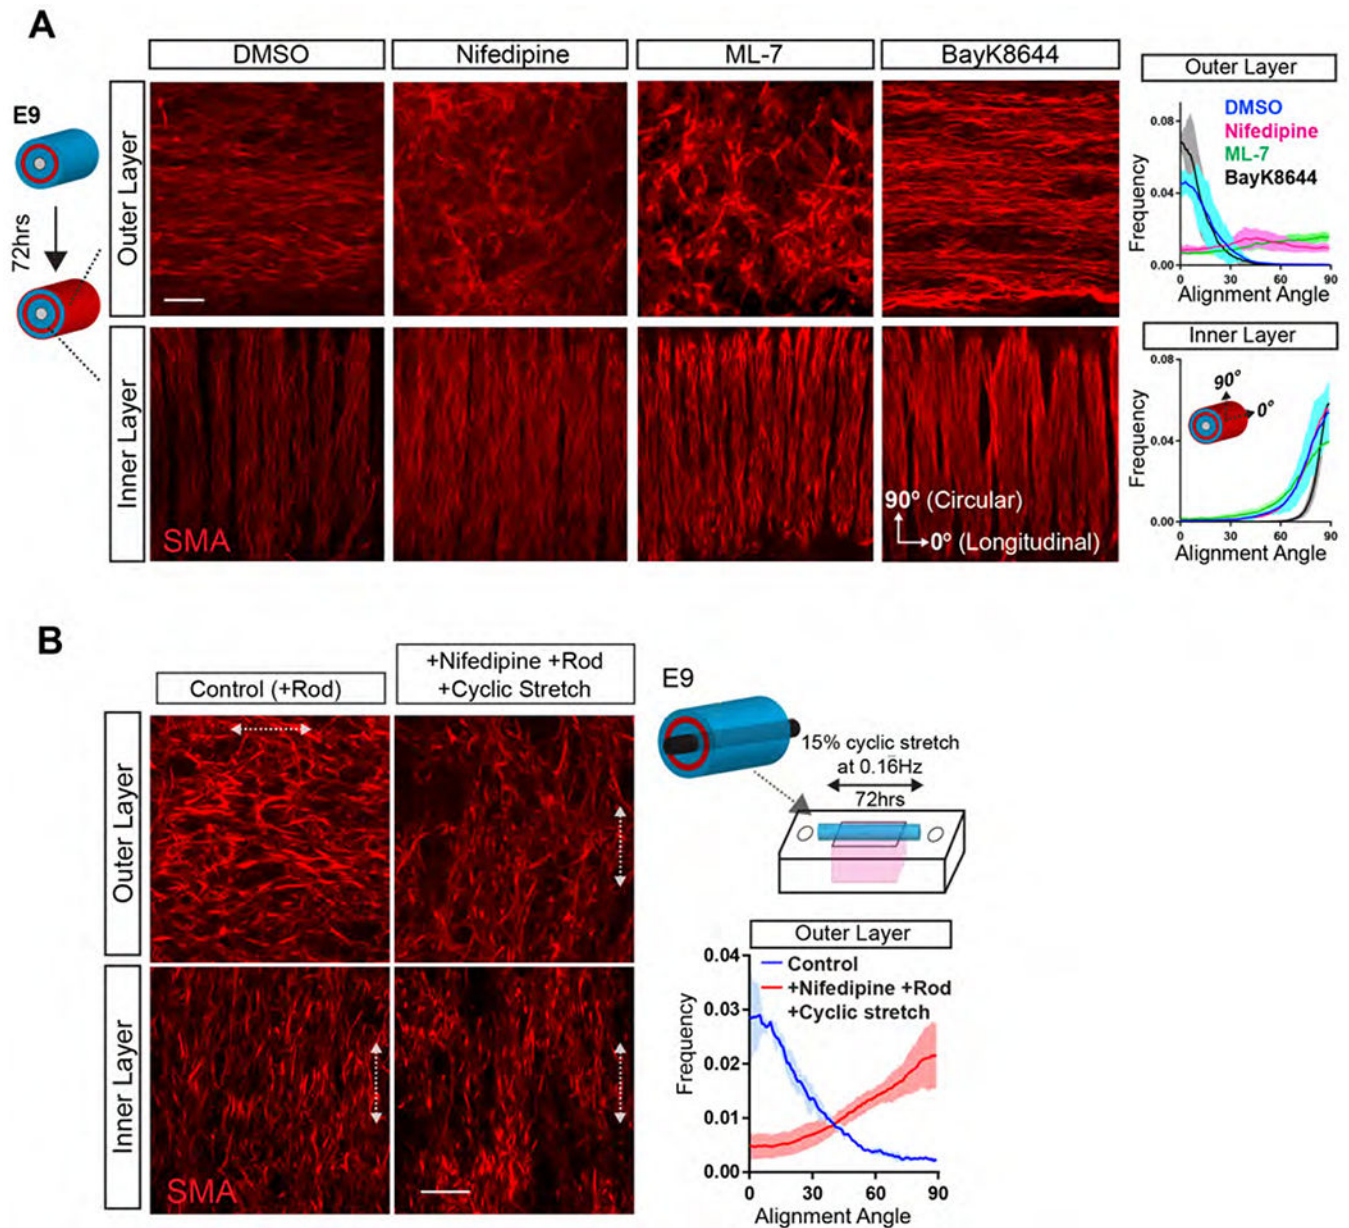 A
DMSO
Nifedipine
ML-7
BayK8644
Outer Layer
E9
72hrs
Outer Layer
Inner Layer
SMA
90º (Circular)
0º (Longitudinal)
DMSO
Nifedipine
ML-7
BayK8644
Frequency
0.08
0.04
0.00
0
30
60
89
Alignment Angle
Inner Layer
90°
0°
Frequency
0.08
0.04
0.00
0
30
60
90
Alignment Angle
B
Control (+Rod)
+Nifedipine +Rod
+Cyclic Stretch
Outer Layer
Inner Layer
SMA
E9
15% cyclic stretch
at 0.16Hz
72hrs
Outer Layer
Control
+Nifedipine +Rod
+Cyclic stretch
Frequency
0.04
0.03
0.02
0.01
0.00
0
30
60
90
Alignment Angle